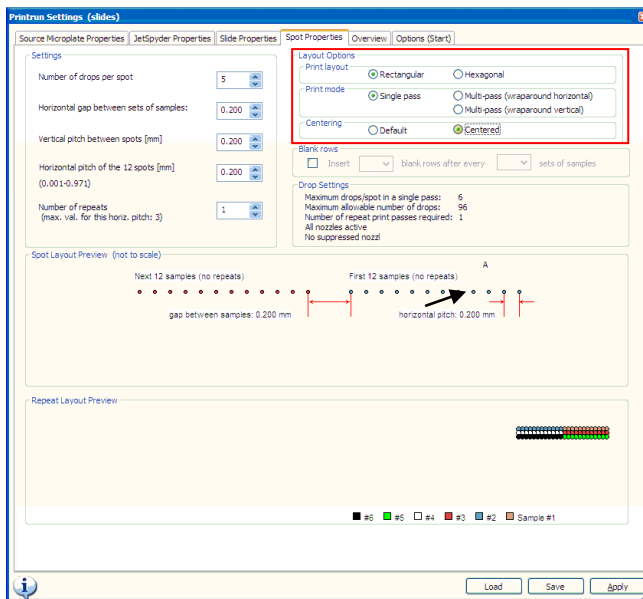 Printrun Settings (slides)
Source Microplate Properties JetSpyder Properties Slide Properties Spot Properties Overview Options (Start)
Settings
Number of drops per spot 5
Horizontal gap between sets of samples: 0.200
Vertical pitch between spots [mm] 0.200
Horizontal pitch of the 12 spots [mm] 0.200
(0.001-0.971)
Number of repeats 1
(max. val. for this horiz. pitch: 3)
Layout Options
Print layout
Rectangular Hexagonal
Print mode
Single pass Multi-pass (wraparound horizontal)
Multi-pass (wraparound vertical)
Centering
Default Centered
Blank rows
Insert blank rows after every sets of samples
Drop Settings
Maximum drops/spot in a single pass: 6
Maximum allowable number of drops: 96
Number of repeat print passes required: 1
All nozzles active
No suppressed nozzl
Spot Layout Preview (not to scale)
A
Next 12 samples (no repeats) First 12 samples (no repeats)
gap between samples: 0.200 mm horizontal pitch: 0.200 mm
Repeat Layout Preview
#6 #5 #4 #3 #2 Sample #1
Load Save Apply